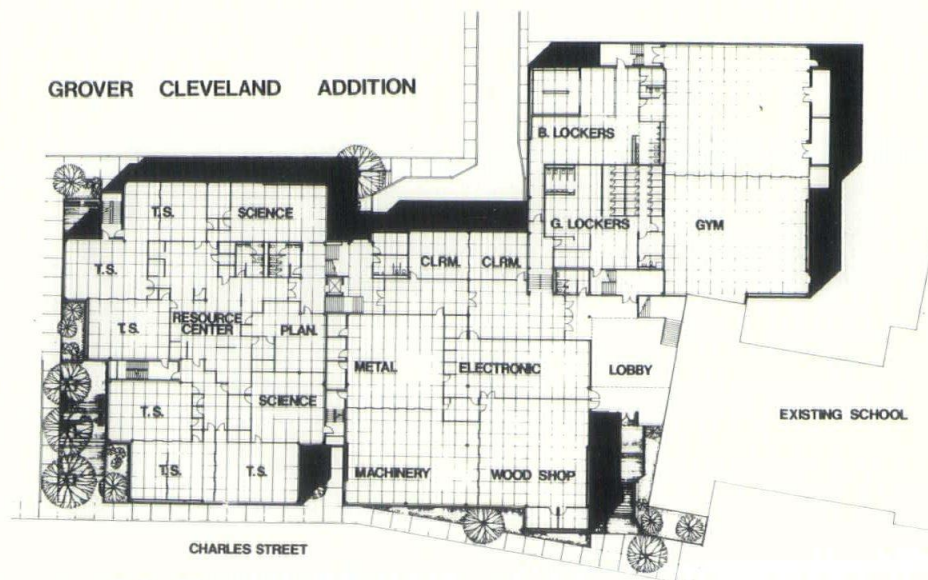 GROVER CLEVELAND ADDITION
B. LOCKERS
T.S.
SCIENCE
G. LOCKERS
GYM
CLRM.
CLRM.
T.S.
T.S.
RESOURCE
CENTER
PLAN.
METAL
ELECTRONIC
LOBBY
T.S.
SCIENCE
EXISTING SCHOOL
T.S.
T.S.
MACHINERY
WOOD SHOP
CHARLES STREET